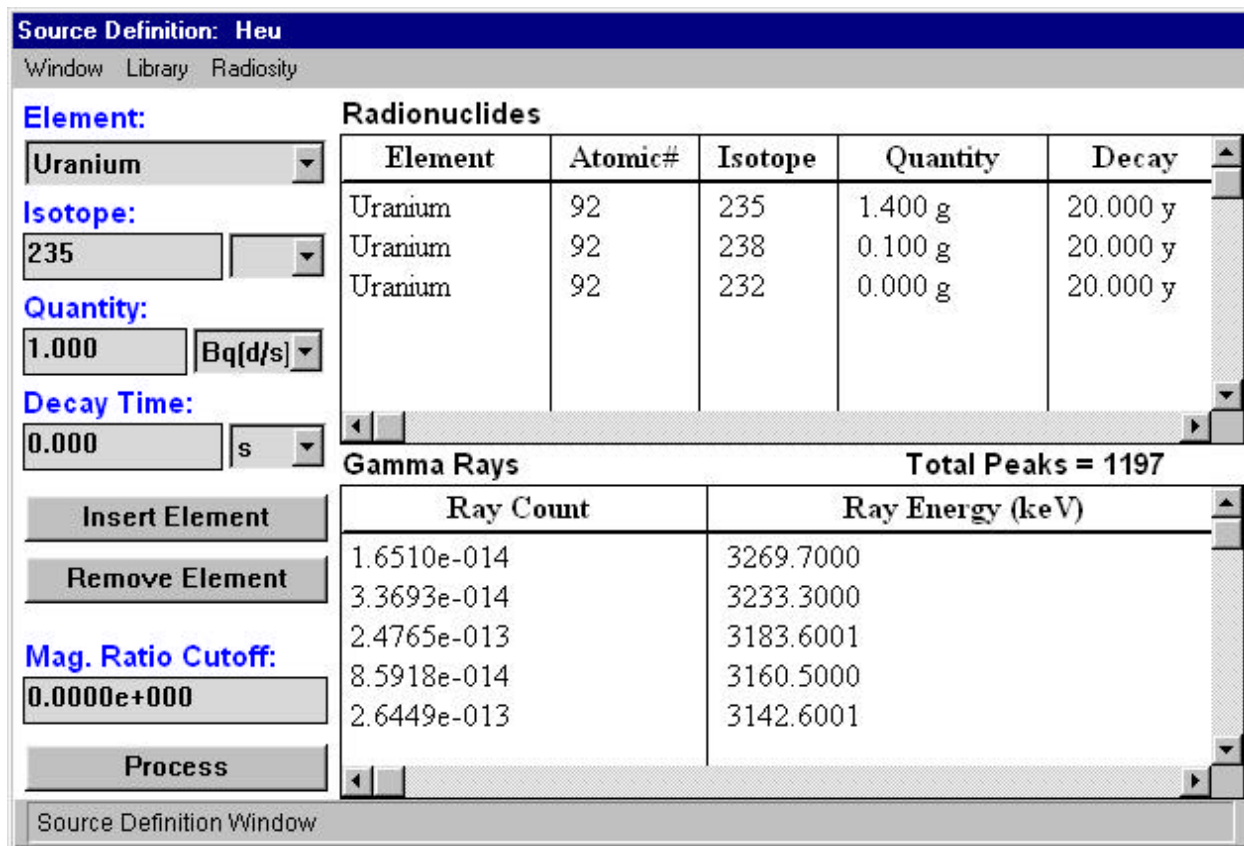 Source Definition:  Heu
Window Library Radiosity
Element:
Uranium
Isotope:
235
Quantity:
1.000 Bq[d/s]
Decay Time:
0.000 s
Insert Element
Remove Element
Mag. Ratio Cutoff:
0.0000e+000
Process
Radionuclides
Element Atomic# Isotope Quantity Decay
Uranium 92 235 1.400 g 20.000 y
Uranium 92 238 0.100 g 20.000 y
Uranium 92 232 0.000 g 20.000 y
Gamma Rays Total Peaks = 1197
Ray Count Ray Energy (keV)
1.6510e-014 3269.7000
3.3693e-014 3233.3000
2.4765e-013 3183.6001
8.5918e-014 3160.5000
2.6449e-013 3142.6001
Source Definition Window